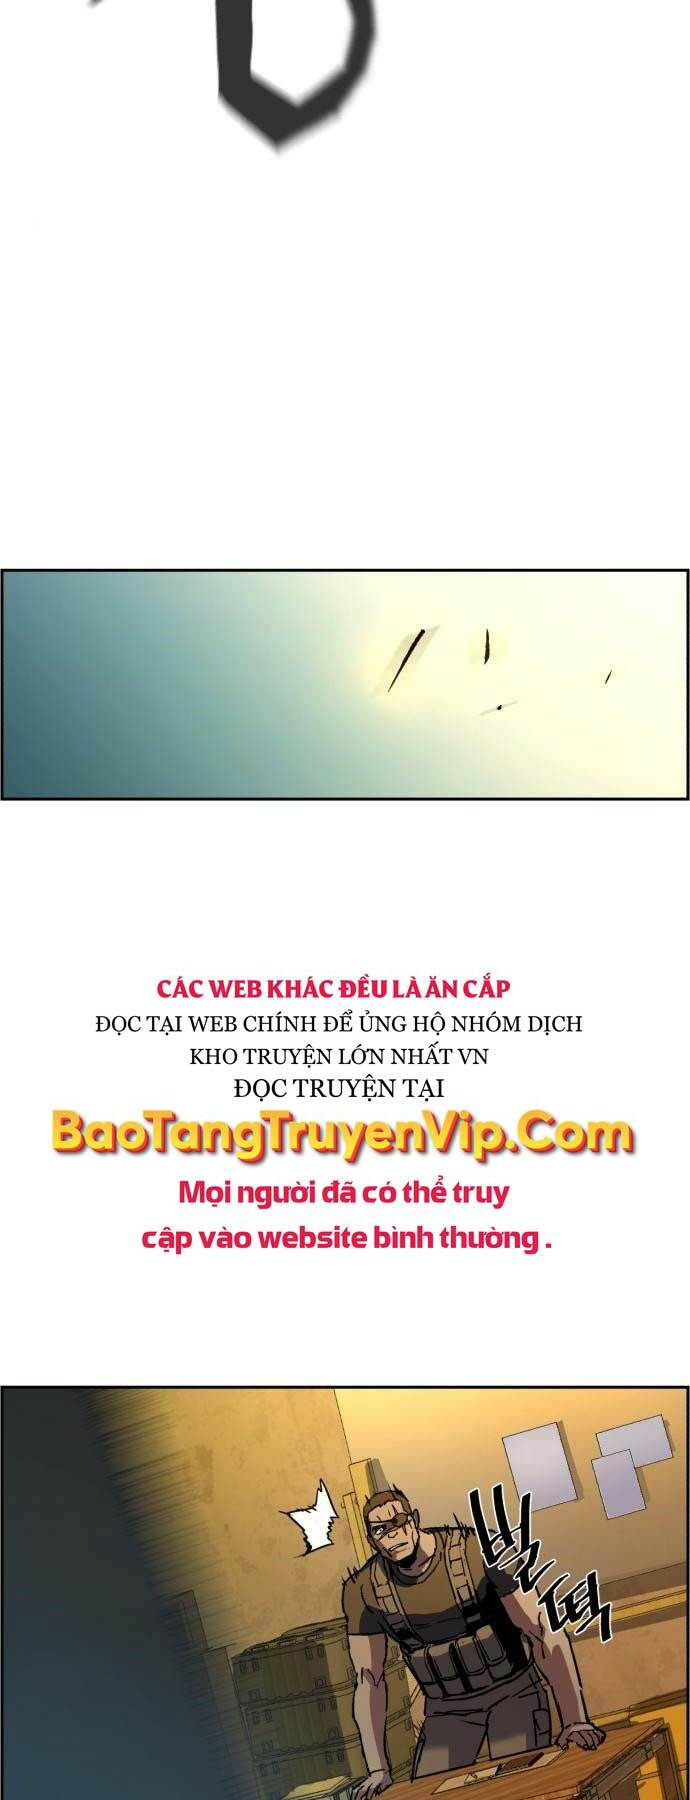 CÁC WEB KHÁC ĐỀU LÀ ĂN CẮP
ĐỌC TẠI WEB CHÍNH ĐỂ ỦNG HỘ NHÓM DỊCH
KHO TRUYỆN LỚN NHẤT VN
ĐỌC TRUYỆN TẠI
BaoTangTruyenVip.Com
Mọi người đã có thể truy
cập vào website bình thường .
벌떡